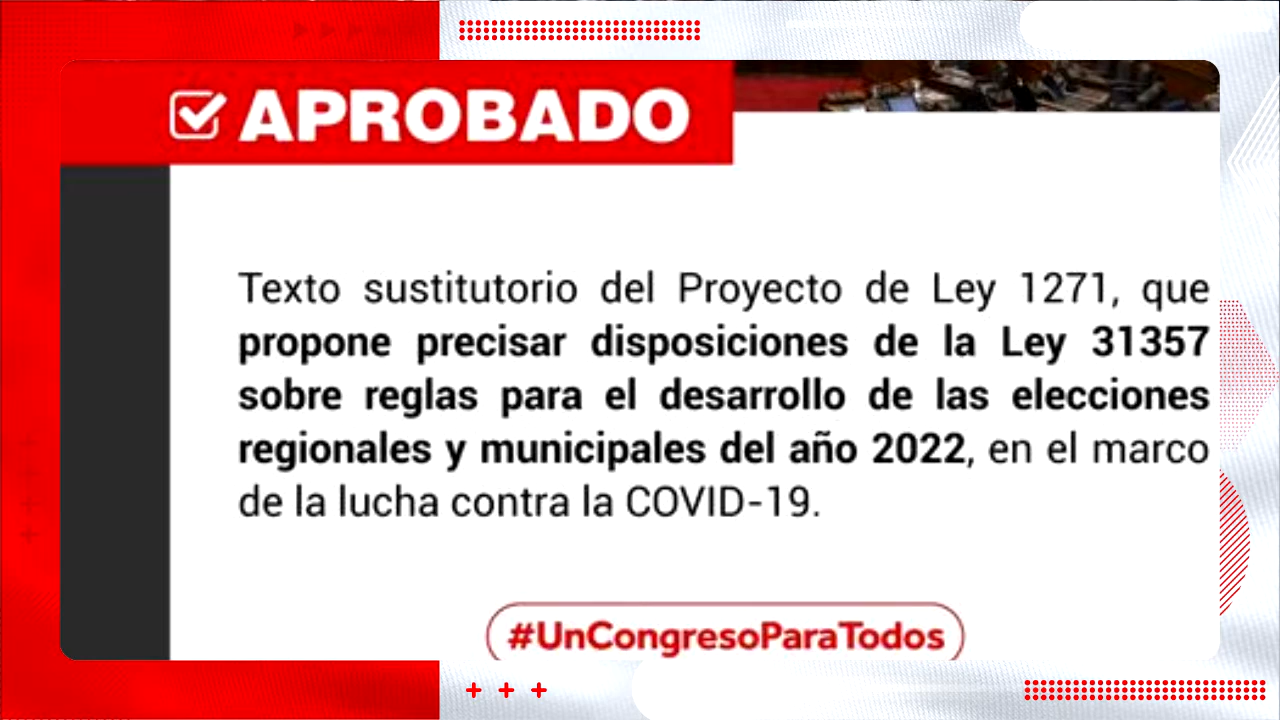 APROBADO
Texto sustitutorio del Proyecto de Ley 1271, que
propone precisar disposiciones de la Ley 31357
sobre reglas para el desarrollo de las elecciones
regionales y municipales del año 2022, en el marco
de la lucha contra la COVID-19.
#UnCongresoParaTodos